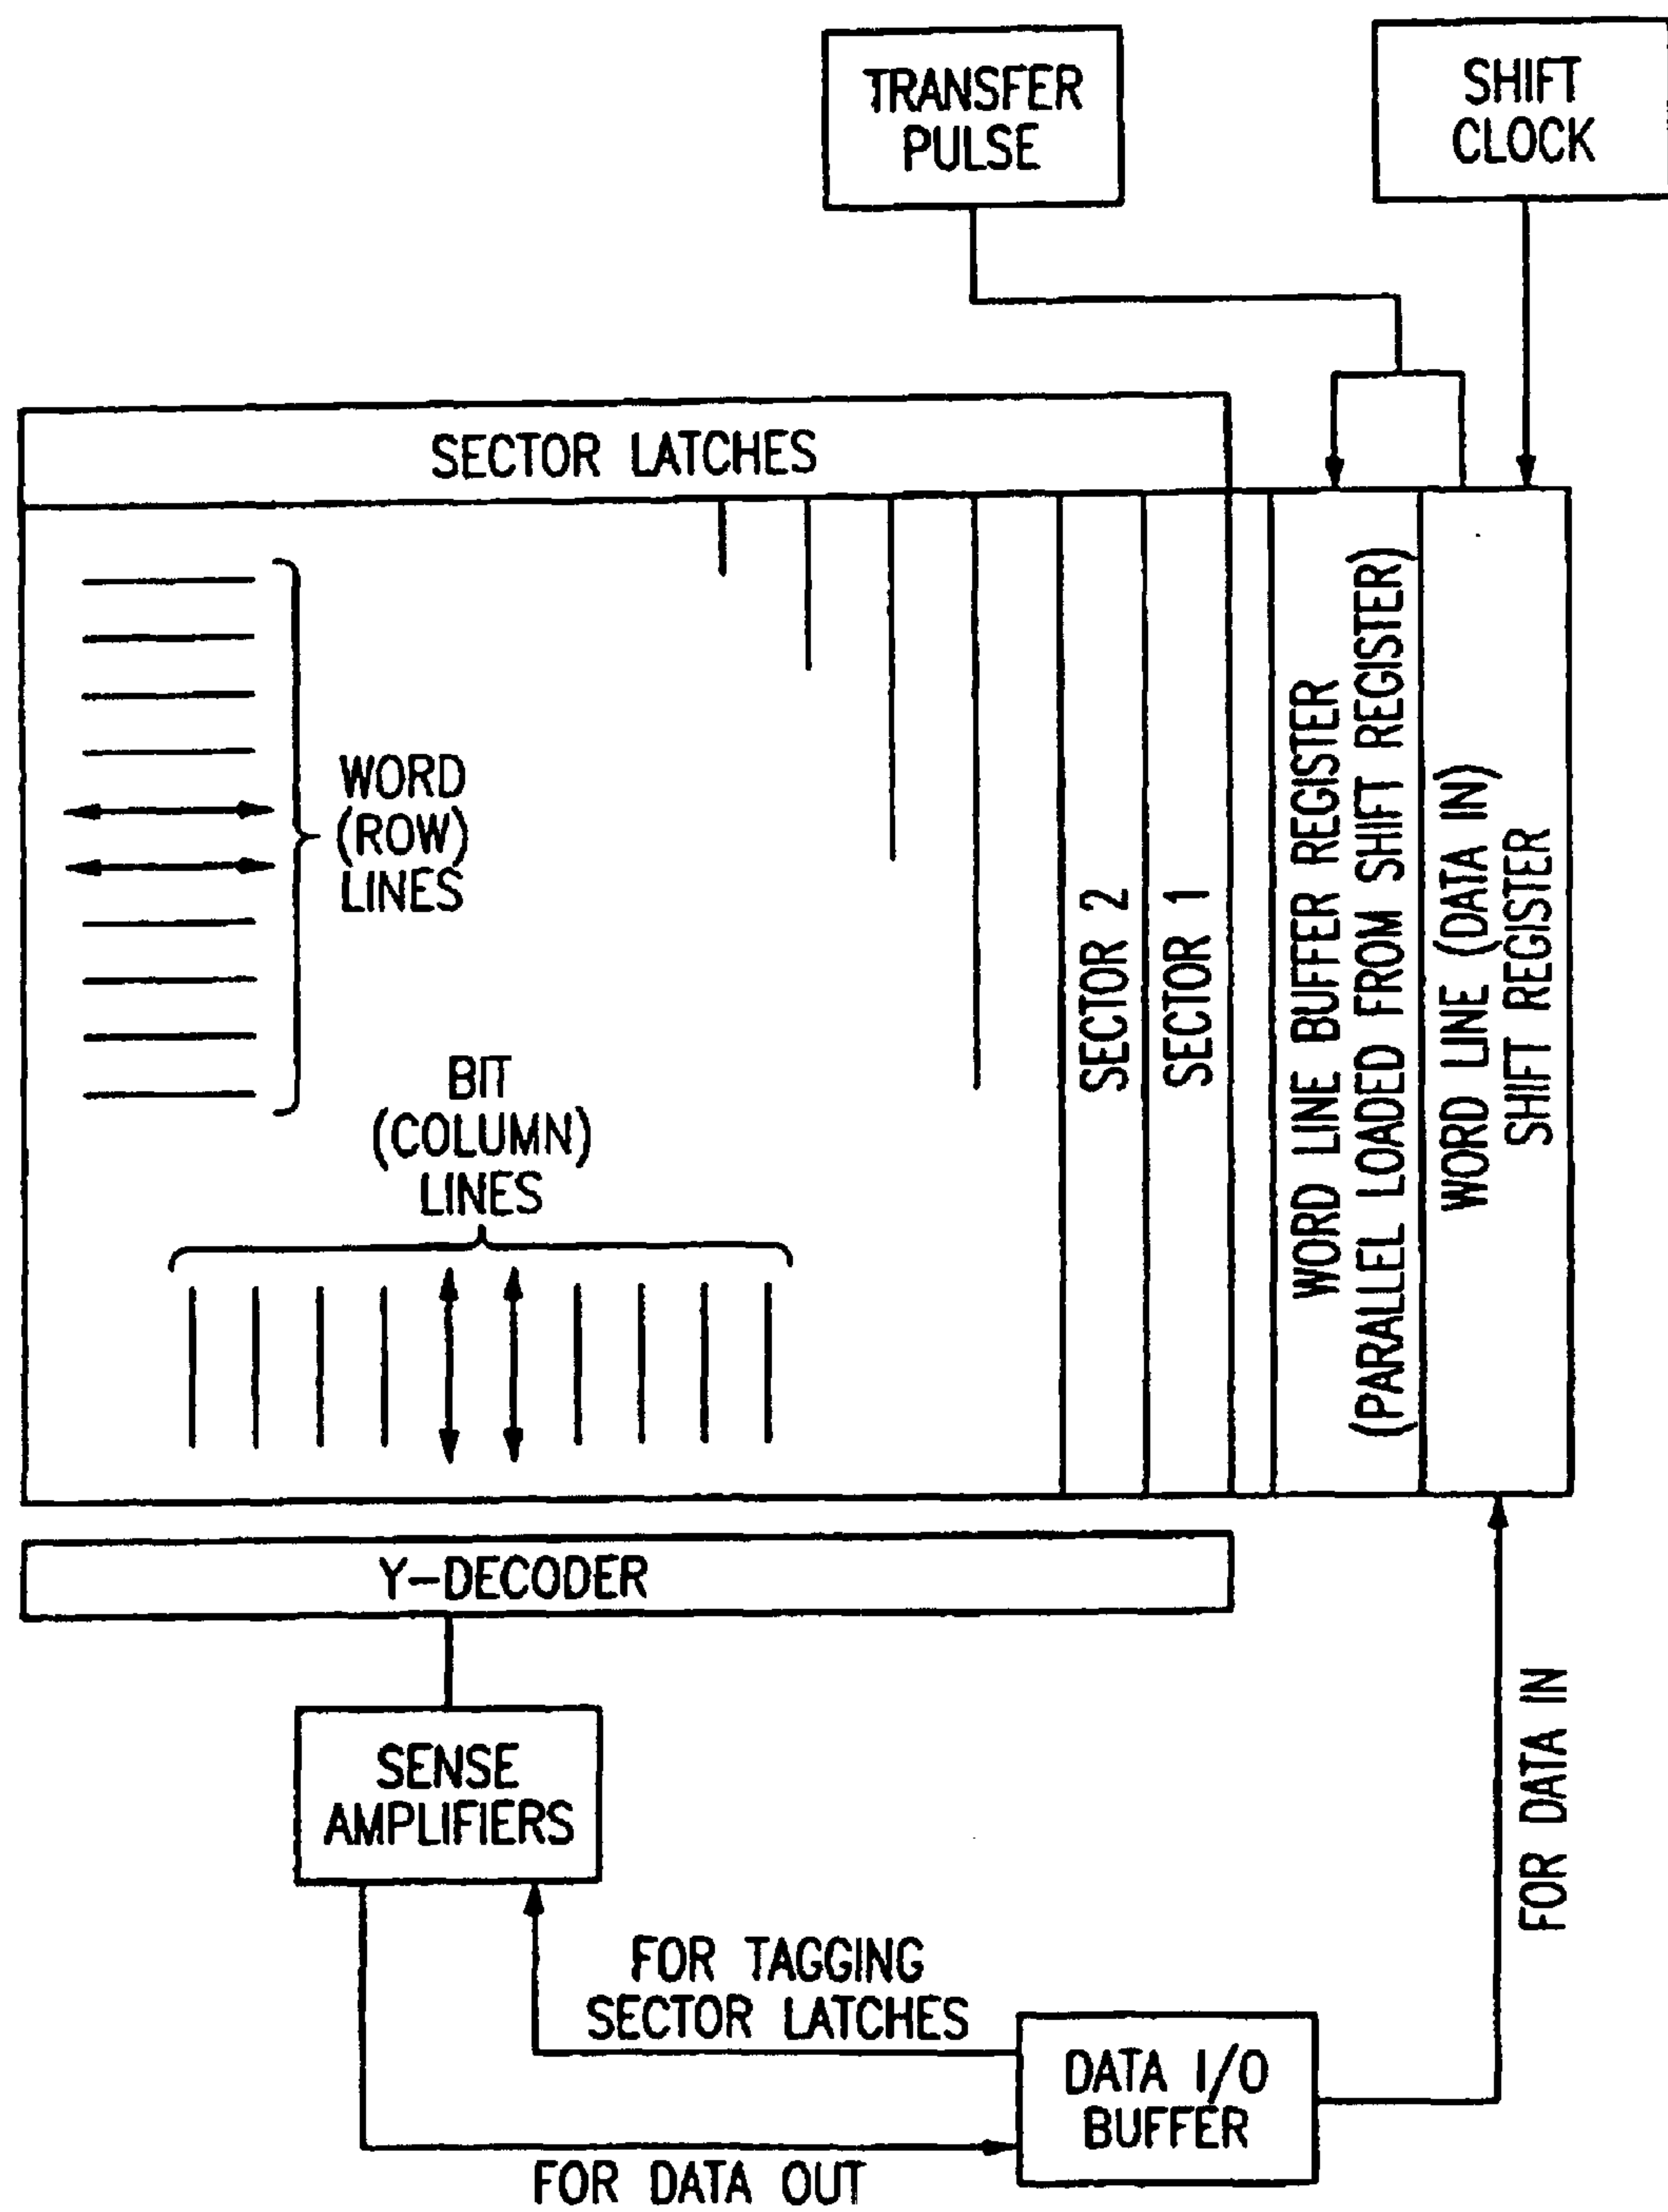 TRANSFER
PULSE
SHIFT
CLOCK
SECTOR LATCHES
WORD
(ROW)
LINES
BIT
(COLUMN)
LINES
SECTOR 2
SECTOR 1
WORD LINE BUFFER REGISTER
(PARALLEL LOADED FROM SHIFT REGISTER)
WORD LINE (DATA IN)
SHIFT REGISTER
Y-DECODER
SENSE
AMPLIFIERS
FOR DATA IN
FOR TAGGING
SECTOR LATCHES
DATA I/O
BUFFER
FOR DATA OUT